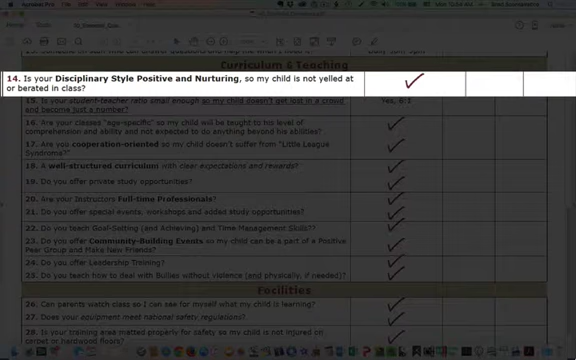 Curriculum & Teaching
14. Is your Disciplinary Style Positive and Nurturing, so my child is not yelled at
or berated in class?
15. Is your student-teacher ratio small enough so my child doesn't get lost in a crowd
and become just a number?
Yes, 8:1
16. Are your classes "age-specific" so my child will be taught to his level of
comprehension and ability and not expected to do anything beyond his abilities?
17. Are you cooperation-oriented so my child doesn't suffer from "Little League
Syndrome?"
18. A well-structured curriculum with clear expectations and rewards?
19. Do you offer private study opportunities?
20. Are your Instructors Full-time Professionals?
21. Do you offer special events, workshops and added study opportunities?
22. Do you teach Goal-Setting (and Achieving) and Time Management Skills??
23. Do you offer Community-Building Events so my child can be a part of a Positive
Peer Group and Make New Friends?
24. Do you offer Leadership Training?
25. Do you teach how to deal with Bullies without violence (and physically, if needed)?
Facilities
26. Can parents watch class so I can see for myself what my child is learning?
27. Does your equipment meet national safety regulations?
28. Is your training area matted properly for safety so my child is not injured on
carpet or hardwood floors?